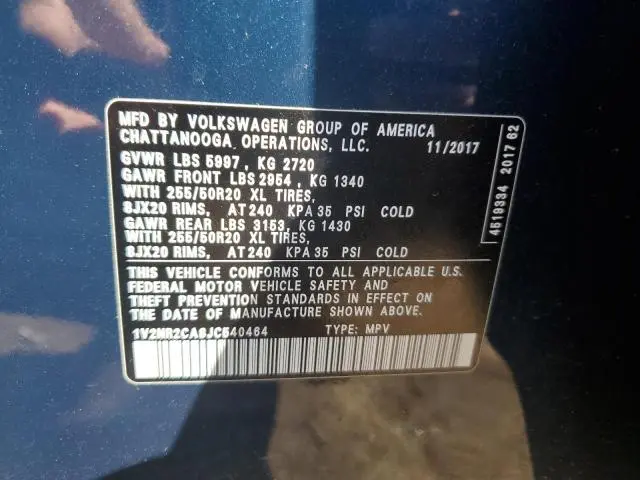 MFD BY VOLKSWAGEN GROUP OF AMERICA
CHATTANOOGA OPERATIONS, LLC. 11/2017
GVWR LBS 5997, KG 2720
GAWR FRONT LBS 2954, KG 1340
WITH 255/50R20 XL TIRES,
8JX20 RIMS, AT 240 KPA 35 PSI COLD
GAWR REAR LBS 3153, KG 1430
WITH 255/50R20 XL TIRES,
8JX20 RIMS, AT 240 KPA 35 PSI COLD
THIS VEHICLE CONFORMS TO ALL APPLICABLE U.S.
FEDERAL MOTOR VEHICLE SAFETY AND
THEFT PREVENTION STANDARDS IN EFFECT ON
THE DATE OF MANUFACTURE SHOWN ABOVE.
1V2NR2CA8JC540464 TYPE: MPV
4519334 2017 62